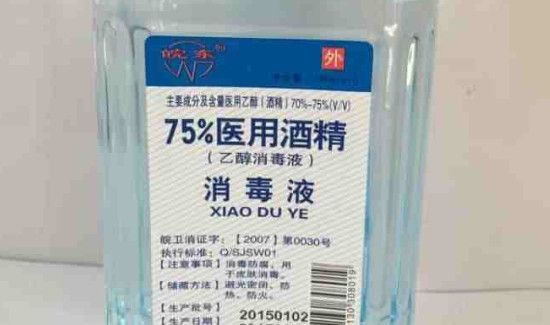 皖东
外
主要成分及含量医用乙醇(酒精)70%-75%(V/V)
75%医用酒精
(乙醇消毒液)
消毒液
XIAO DU YE
皖卫消证字:【2007】第0030号
执行标准:Q/SJSW01
【注意事项】消毒防腐,用
于皮肤消毒。
【储藏方法】避光密闭、防
热、防火。
【生产批号】20150102
【生产日期】